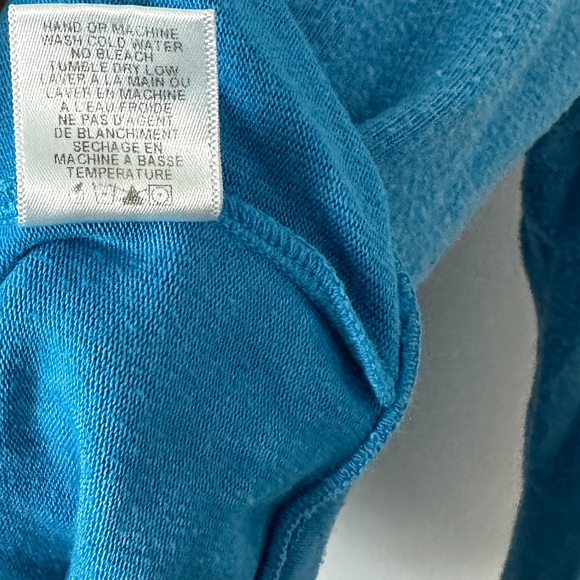 HAND OR MACHINE
WASH COLD WATER
NO BLEACH
TUMBLE DRY LOW
LAVER A LA MAIN OU
LAVER EN MACHINE
A L'EAU FROIDE
NE PAS D'AGENT
DE BLANCHIMENT
SECHAGE EN
MACHINE A BASSE
TEMPERATURE